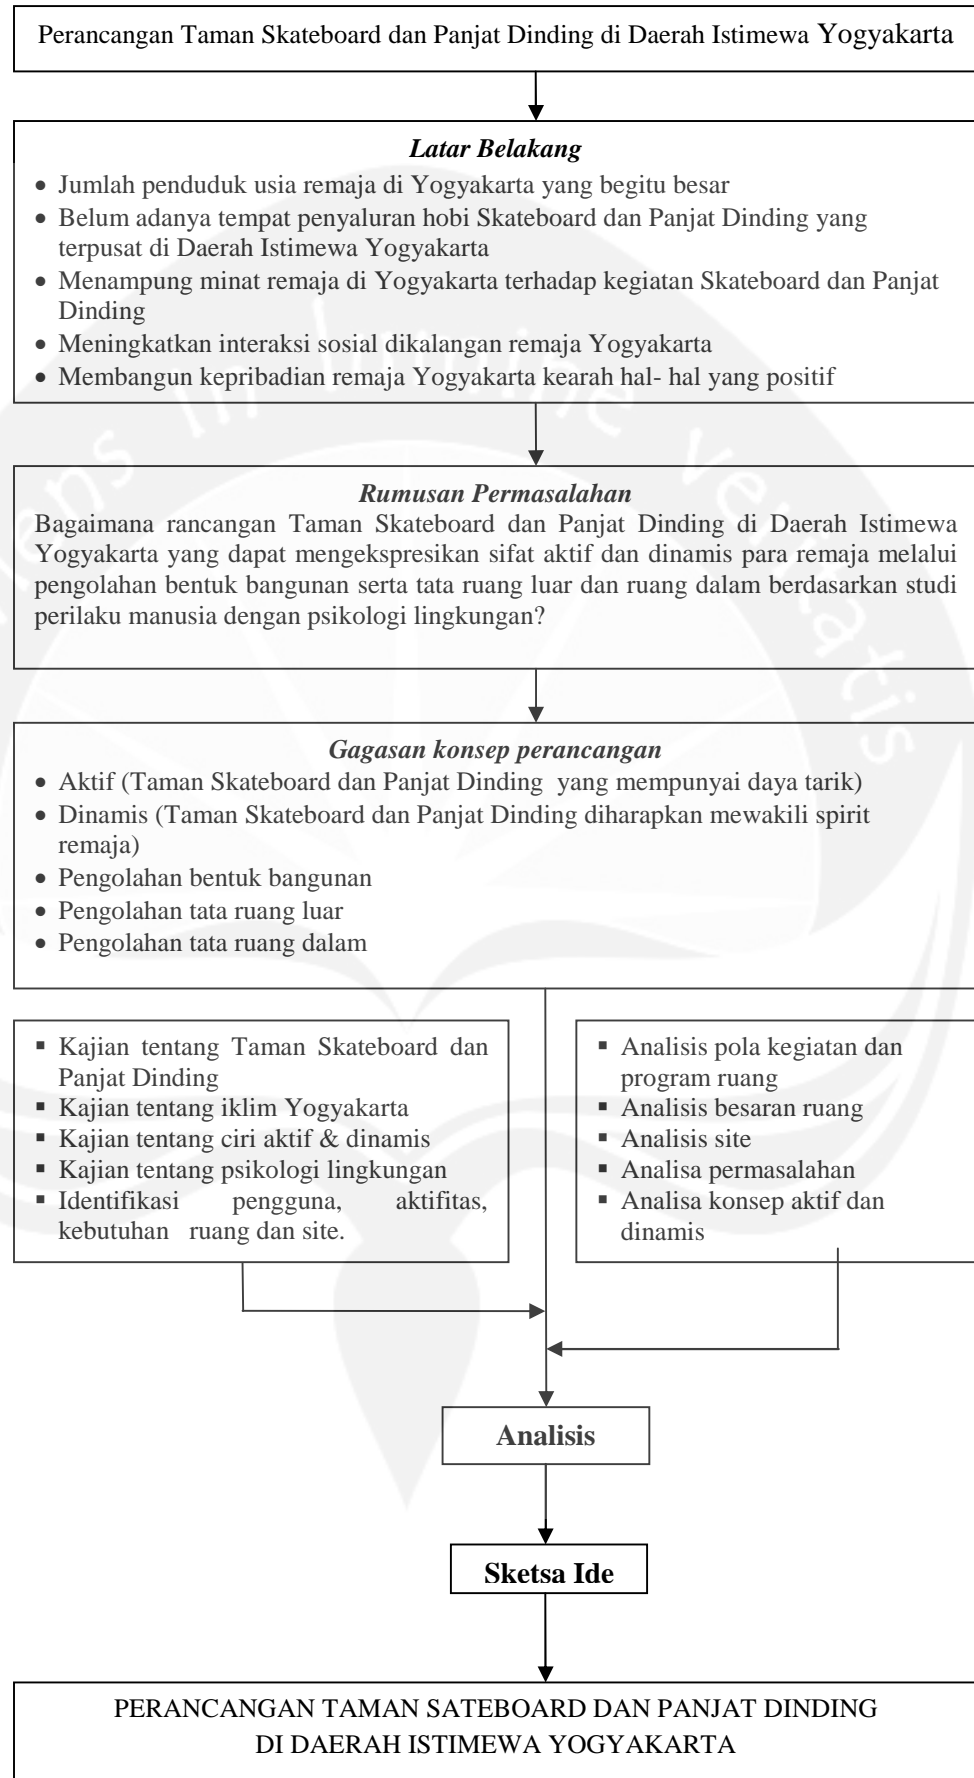 Perancangan Taman Skateboard dan Panjat Dinding di Daerah Istimewa Yogyakarta
Latar Belakang
• Jumlah penduduk usia remaja di Yogyakarta yang begitu besar
• Belum adanya tempat penyaluran hobi Skateboard dan Panjat Dinding yang
terpusat di Daerah Istimewa Yogyakarta
• Menampung minat remaja di Yogyakarta terhadap kegiatan Skateboard dan Panjat
Dinding
• Meningkatkan interaksi sosial dikalangan remaja Yogyakarta
• Membangun kepribadian remaja Yogyakarta kearah hal- hal yang positif
Rumusan Permasalahan
Bagaimana rancangan Taman Skateboard dan Panjat Dinding di Daerah Istimewa
Yogyakarta yang dapat mengekspresikan sifat aktif dan dinamis para remaja melalui
pengolahan bentuk bangunan serta tata ruang luar dan ruang dalam berdasarkan studi
perilaku manusia dengan psikologi lingkungan?
Gagasan konsep perancangan
• Aktif (Taman Skateboard dan Panjat Dinding yang mempunyai daya tarik)
• Dinamis (Taman Skateboard dan Panjat Dinding diharapkan mewakili spirit
remaja)
• Pengolahan bentuk bangunan
• Pengolahan tata ruang luar
• Pengolahan tata ruang dalam
▪ Kajian tentang Taman Skateboard dan
Panjat Dinding
▪ Kajian tentang iklim Yogyakarta
▪ Kajian tentang ciri aktif & dinamis
▪ Kajian tentang psikologi lingkungan
▪ Identifikasi pengguna, aktifitas,
kebutuhan ruang dan site.
▪ Analisis pola kegiatan dan
program ruang
▪ Analisis besaran ruang
▪ Analisis site
▪ Analisa permasalahan
▪ Analisa konsep aktif dan
dinamis
Analisis
Sketsa Ide
PERANCANGAN TAMAN SATEBOARD DAN PANJAT DINDING
DI DAERAH ISTIMEWA YOGYAKARTA
ens in lumine veritatis